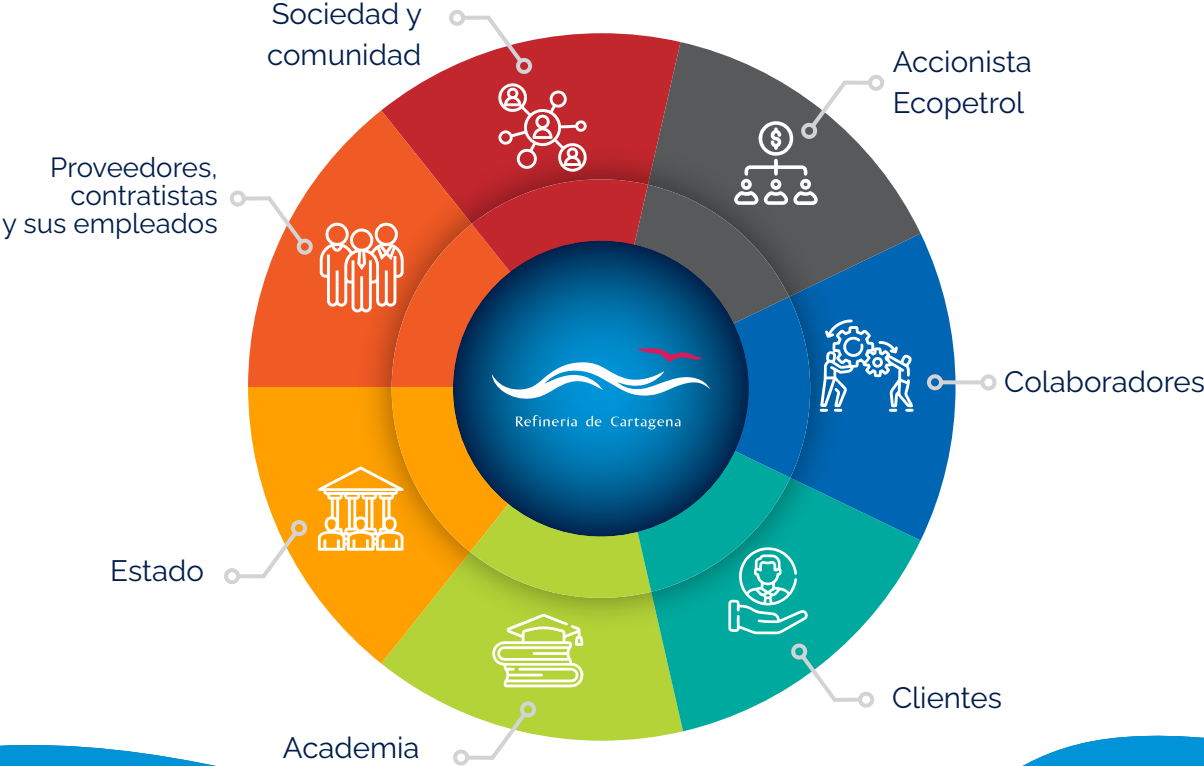 Sociedad y
comunidad
Accionista
Ecopetrol
Proveedores,
contratistas
y sus empleados
$
Colaboradores
Refinería de Cartagena
Estado
Clientes
Academia